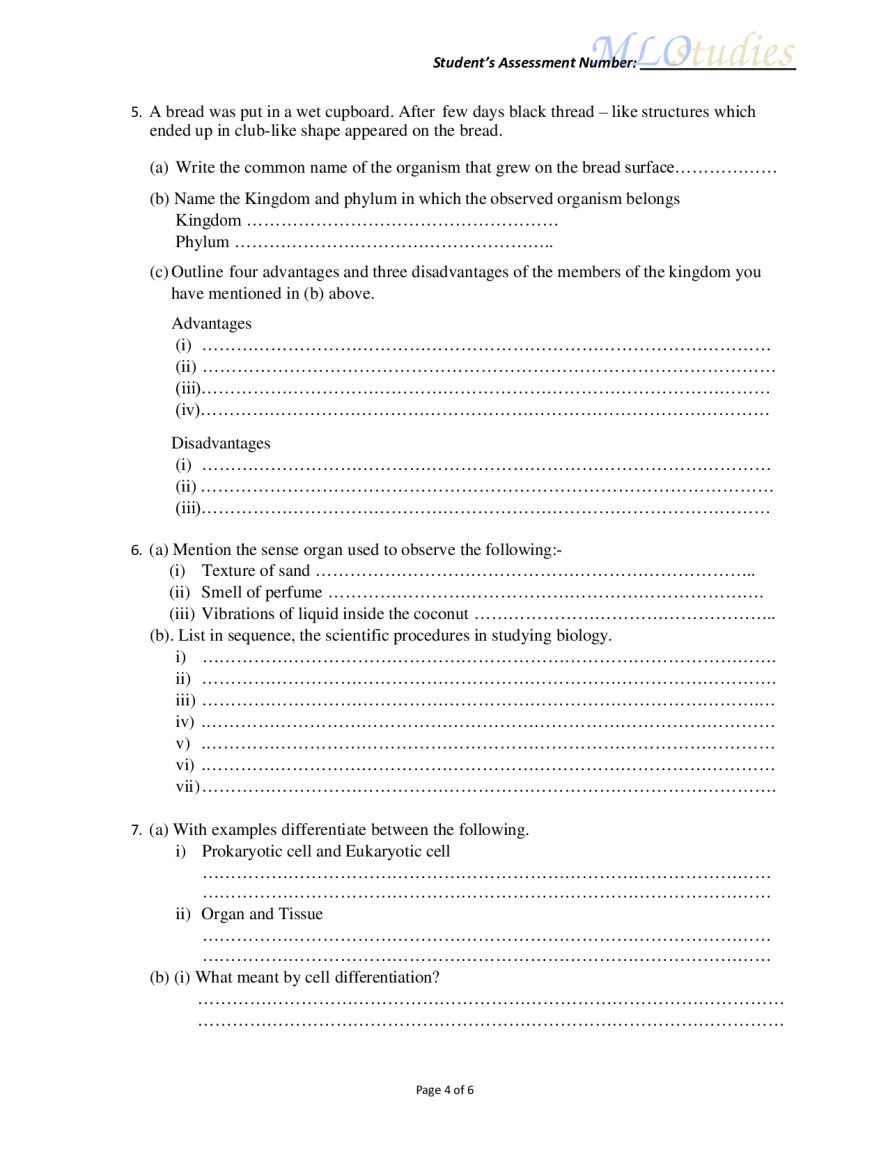 MLOstudies
Student's Assessment Number:____________________
5. A bread was put in a wet cupboard. After few days black thread – like structures which
ended up in club-like shape appeared on the bread.
(a) Write the common name of the organism that grew on the bread surface………………
(b) Name the Kingdom and phylum in which the observed organism belongs
Kingdom ………………………………………………
Phylum ………………………………………………..
(c) Outline four advantages and three disadvantages of the members of the kingdom you
have mentioned in (b) above.
Advantages
(i) ………………………………………………………………………………………
(ii) ………………………………………………………………………………………
(iii)………………………………………………………………………………………
(iv)………………………………………………………………………………………
Disadvantages
(i) ………………………………………………………………………………………
(ii) ………………………………………………………………………………………
(iii)………………………………………………………………………………………
6. (a) Mention the sense organ used to observe the following:-
(i) Texture of sand …………………………………………………………………...
(ii) Smell of perfume ………………………………………………………………….
(iii) Vibrations of liquid inside the coconut ……………………………………………...
(b). List in sequence, the scientific procedures in studying biology.
i) ………………………………………………………………………………………
ii) ………………………………………………………………………………………
iii) …………………………………………………………………………………….…
iv) ………………………………………………………………………………………
v) ………………………………………………………………………………………
vi) ………………………………………………………………………………………
vii)………………………………………………………………………………………
7. (a) With examples differentiate between the following.
i) Prokaryotic cell and Eukaryotic cell
………………………………………………………………………………………
………………………………………………………………………………………
ii) Organ and Tissue
………………………………………………………………………………………
………………………………………………………………………………………
(b) (i) What meant by cell differentiation?
…………………………………………………………………………………………
…………………………………………………………………………………………
Page 4 of 6